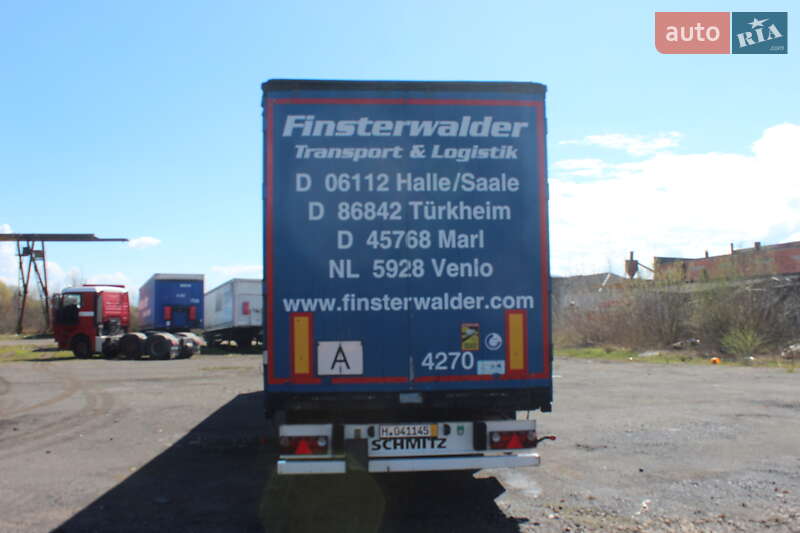 auto RIA
.com
Finsterwalder
Transport & Logistik
D 06112 Halle/Saale
D 86842 Türkheim
D 45768 Marl
NL 5928 Venlo
www.finsterwalder.com
A
4270
H 041145
SCHMITZ